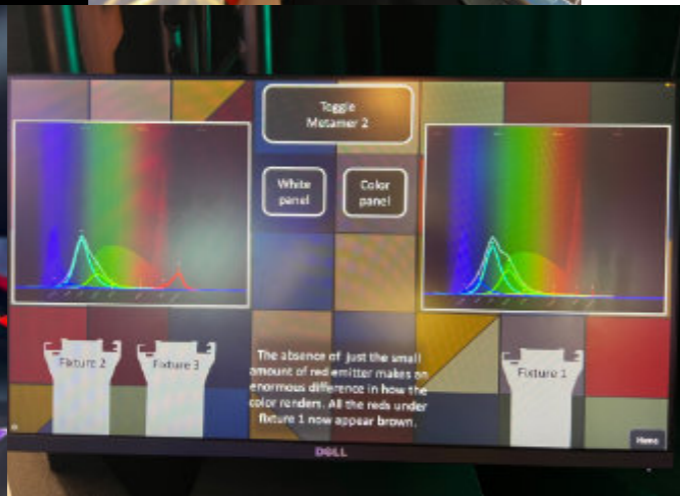 Toggle
Metamer 2
White
panel
Color
panel
Fixture 2
Fixture 3
The absence of just the small
amount of red emitter makes an
enormous difference in how the
color renders. All the reds under
fixture 1 now appear brown.
Fixture 1
Home
DELL